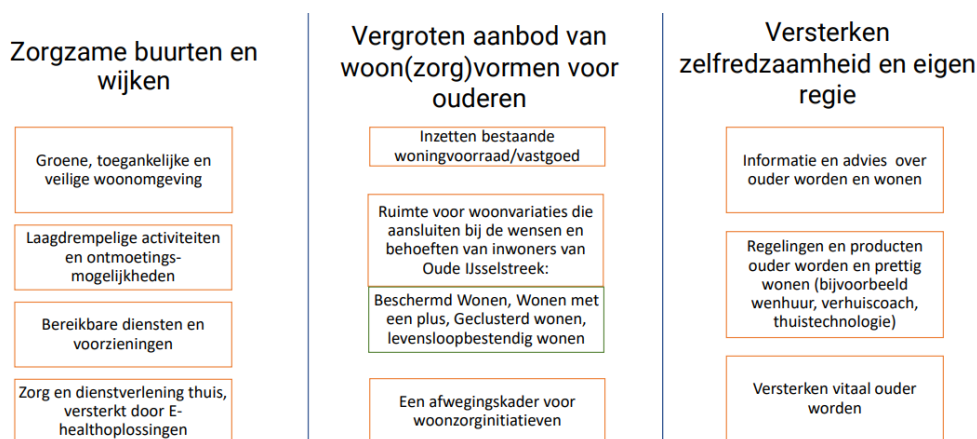 Zorgzame buurten en
wijken
Groene, toegankelijke en
veilige woonomgeving
Laagdrempelige activiteiten
en ontmoetings-
mogelijkheden
Bereikbare diensten en
voorzieningen
Zorg en dienstverlening thuis,
versterkt door E-
healthoplossingen
Vergroten aanbod van
woon(zorg)vormen voor
ouderen
Inzetten bestaande
woningvoorraad/vastgoed
Ruimte voor woonvariaties die
aansluiten bij de wensen en
behoeften van inwoners van
Oude IJsselstreek:
Beschermd Wonen, Wonen met
een plus, Geclusterd wonen,
levensloopbestendig wonen
Een afwegingskader voor
woonzorginitiatieven
Versterken
zelfredzaamheid en eigen
regie
Informatie en advies over
ouder worden en wonen
Regelingen en producten
ouder worden en prettig
wonen (bijvoorbeeld
wenhuur, verhuiscoach,
thuistechnologie)
Versterken vitaal ouder
worden